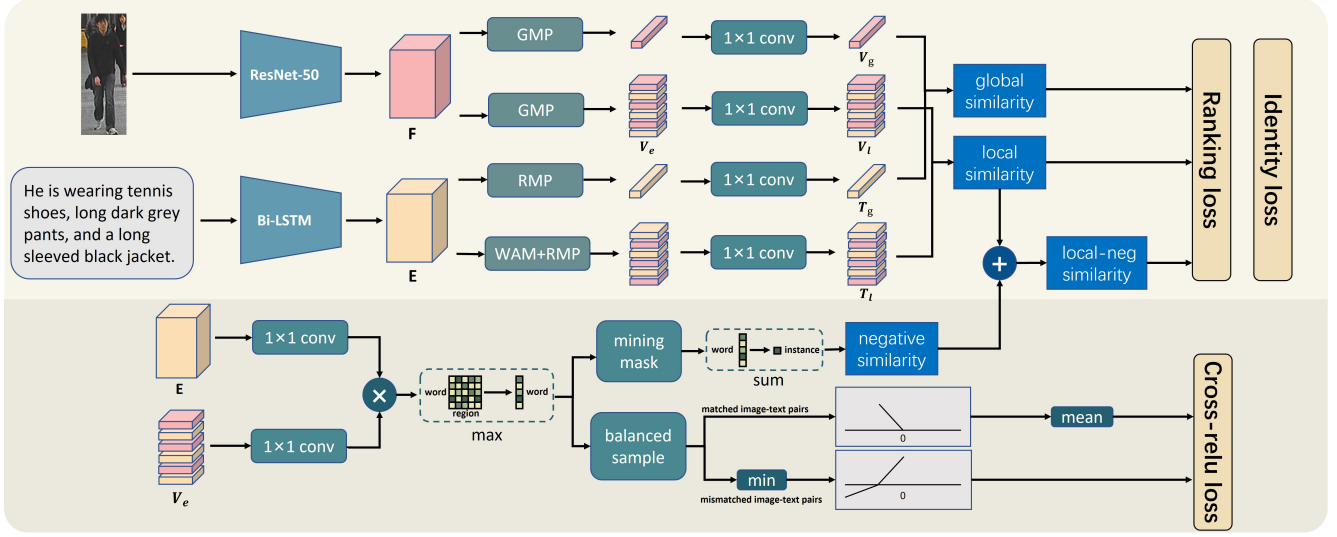 GMP
1×1 conv
V_g
ResNet-50
F
GMP
V_e
1×1 conv
V_l
global
similarity
local
similarity
Ranking loss
Identity loss
He is wearing tennis
shoes, long dark grey
pants, and a long
sleeved black jacket.
Bi-LSTM
E
RMP
1×1 conv
T_g
WAM+RMP
1×1 conv
T_l
+
local-neg
similarity
E
1×1 conv
V_e
1×1 conv
×
word
region
word
max
mining
mask
word
instance
sum
negative
similarity
balanced
sample
matched image-text pairs
0
mean
min
mismatched image-text pairs
0
Cross-relu loss